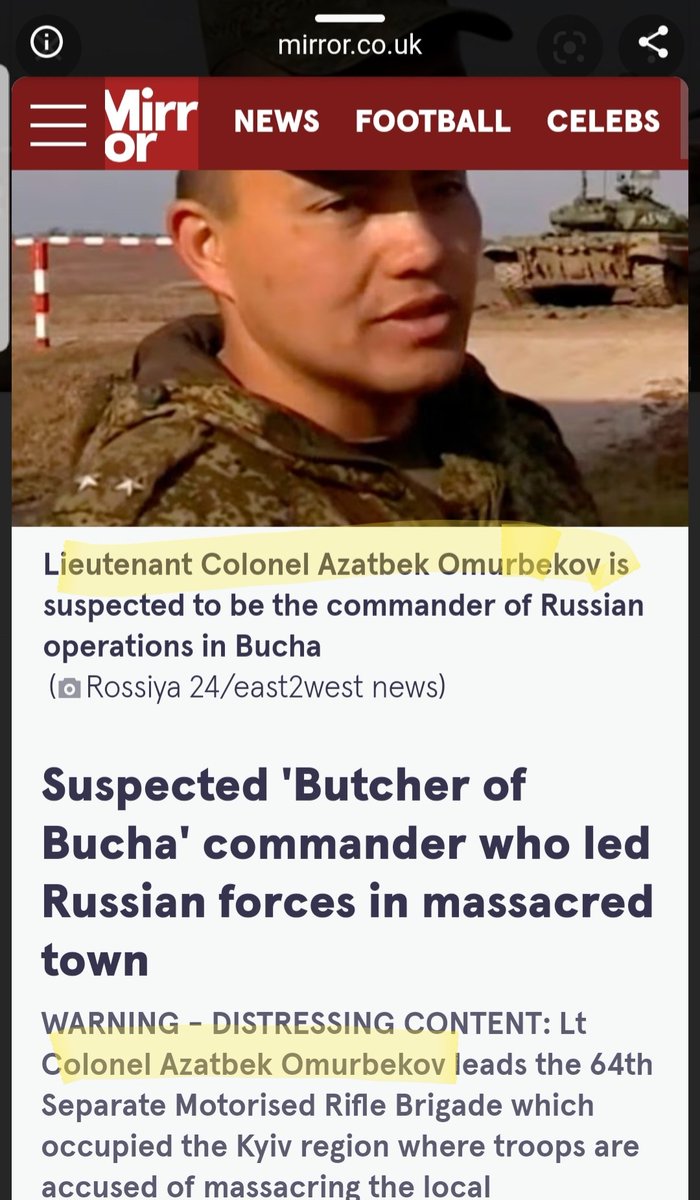 mirror.co.uk
Mirr
or
NEWS FOOTBALL CELEBS
Lieutenant Colonel Azatbek Omurbekov is
suspected to be the commander of Russian
operations in Bucha
(Rossiya 24/east2west news)
Suspected 'Butcher of
Bucha' commander who led
Russian forces in massacred
town
WARNING - DISTRESSING CONTENT: Lt
Colonel Azatbek Omurbekov leads the 64th
Separate Motorised Rifle Brigade which
occupied the Kyiv region where troops are
accused of massacring the local